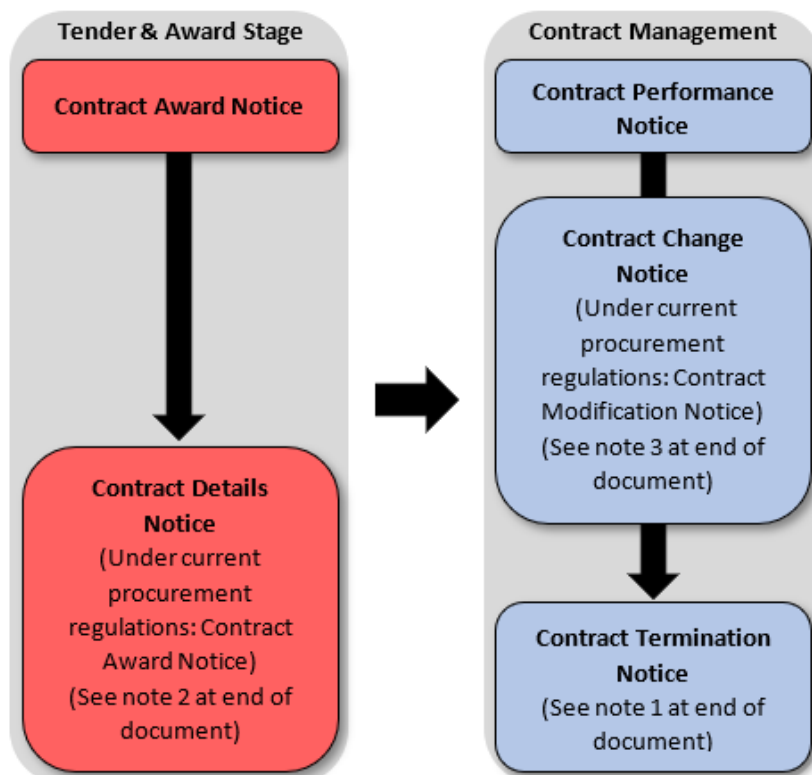 Tender & Award Stage
Contract Award Notice
Contract Details
Notice
(Under current
procurement
regulations: Contract
Award Notice)
(See note 2 at end of
document)
Contract Management
Contract Performance
Notice
Contract Change
Notice
(Under current
procurement
regulations: Contract
Modification Notice)
(See note 3 at end of
document)
Contract Termination
Notice
(See note 1 at end of
document)